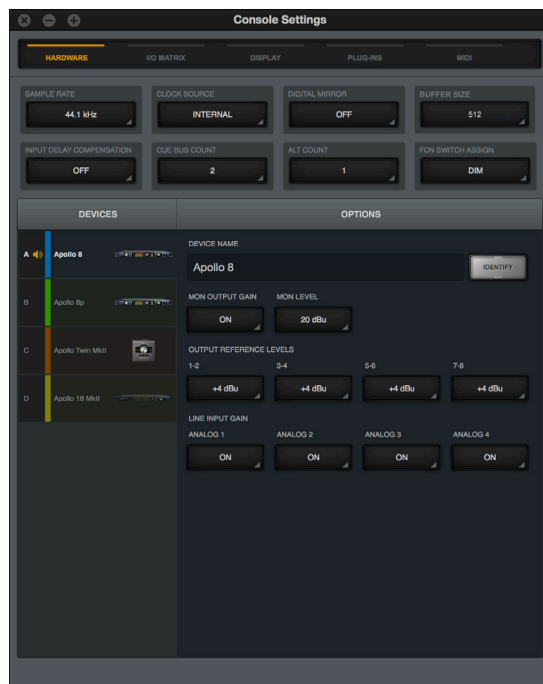 Console Settings
HARDWARE I/O MATRIX DISPLAY PLUG-INS MIDI
SAMPLE RATE CLOCK SOURCE DIGITAL MIRROR BUFFER SIZE
44.1 kHz INTERNAL OFF 512
INPUT DELAY COMPENSATION CUE BUS COUNT ALT COUNT FCN SWITCH ASSIGN
OFF 2 1 DIM
DEVICES OPTIONS
DEVICE NAME
A Apollo 8
Apollo 8 IDENTIFY
B Apollo 8p
MON OUTPUT GAIN MON LEVEL
ON 20 dBu
C Apollo Twin MkII
OUTPUT REFERENCE LEVELS
1-2 3-4 5-6 7-8
D Apollo 16 MkII
+4 dBu +4 dBu +4 dBu +4 dBu
LINE INPUT GAIN
ANALOG 1 ANALOG 2 ANALOG 3 ANALOG 4
ON ON ON ON